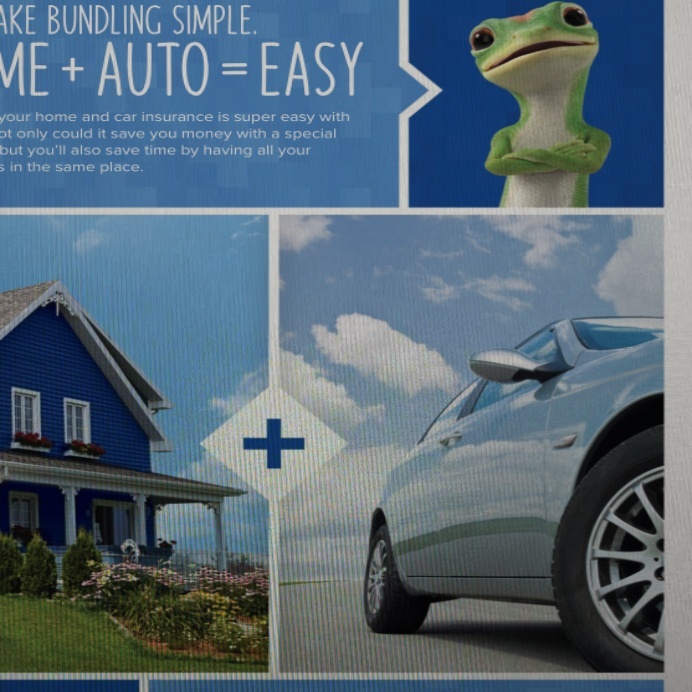 AKE BUNDLING SIMPLE.
ME + AUTO = EASY
your home and car insurance is super easy with
ot only could it save you money with a special
but you'll also save time by having all your
s in the same place.
+